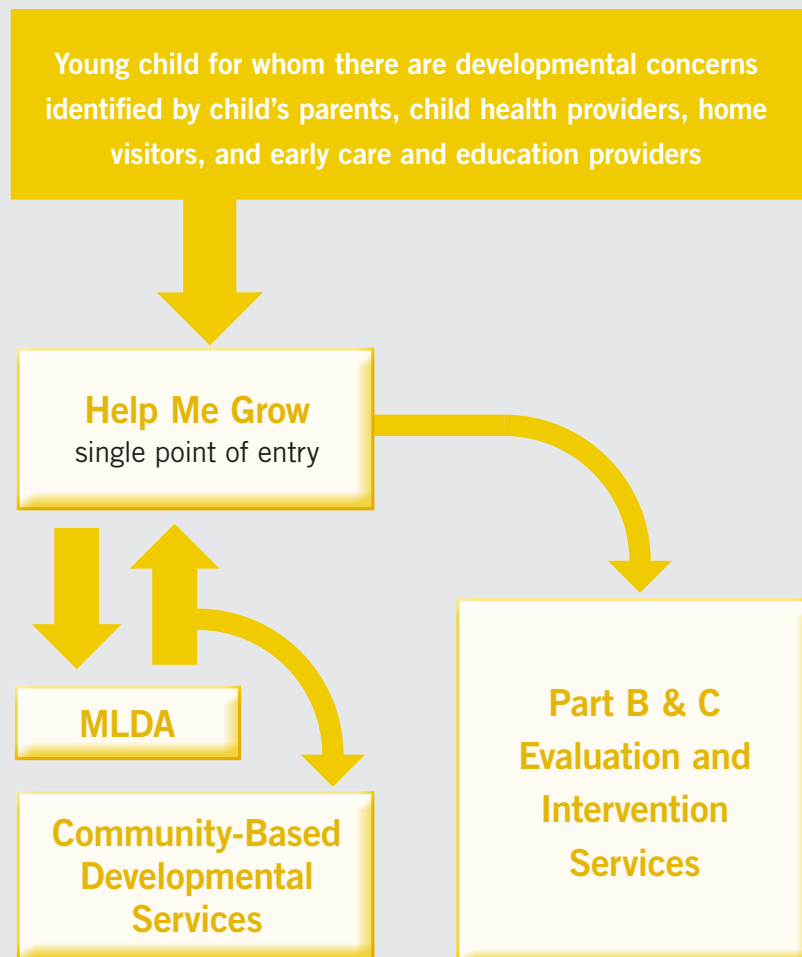 Young child for whom there are developmental concerns
identified by child’s parents, child health providers, home
visitors, and early care and education providers
Help Me Grow
single point of entry
MLDA
Community-Based
Developmental
Services
Part B & C
Evaluation and
Intervention
Services